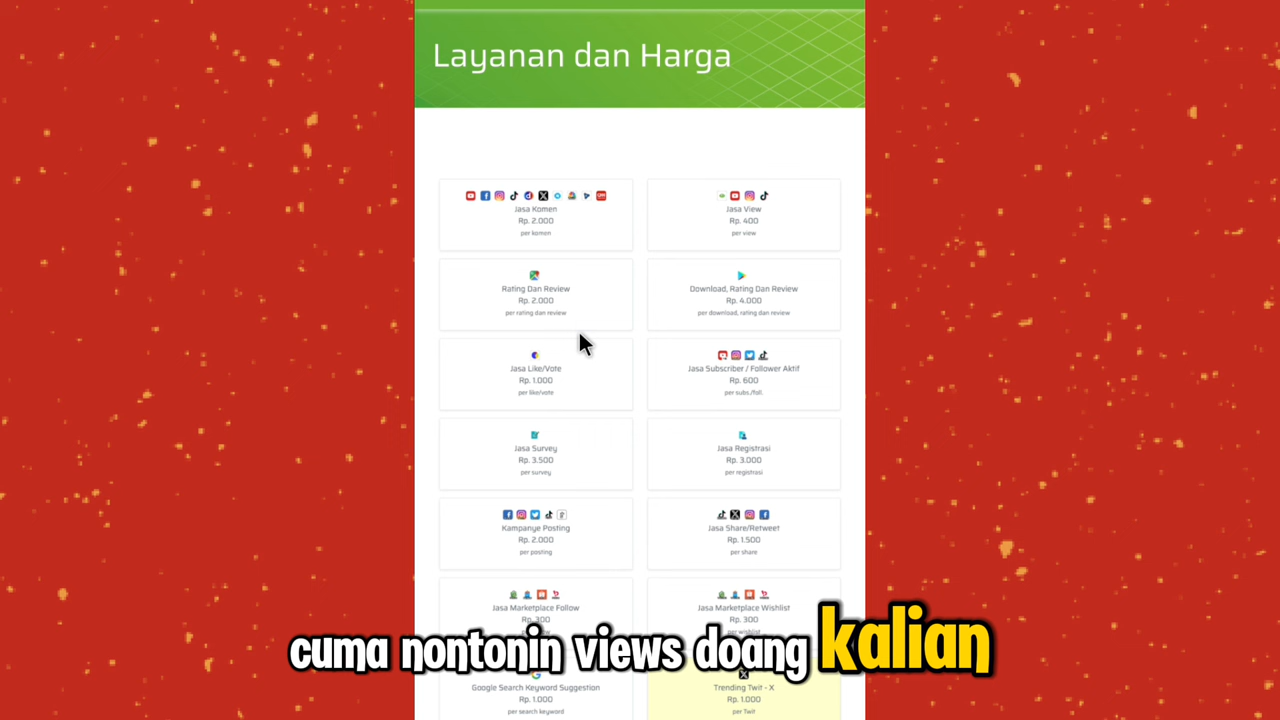 Layanan dan Harga
Jasa Komen
Rp. 2.000
per komen
Jasa View
Rp. 400
per view
Rating Dan Review
Rp. 2.000
per rating dan review
Download, Rating Dan Review
Rp. 4.000
per download, rating dan review
Jasa Like/Vote
Rp. 1.000
per like/vote
Jasa Subscriber / Follower Aktif
Rp. 600
per subs./foll.
Jasa Survey
Rp. 3.500
per survey
Jasa Registrasi
Rp. 3.000
per registrasi
Kampanye Posting
Rp. 2.000
per posting
Jasa Share/Retweet
Rp. 1.500
per share
Jasa Marketplace Follow
Rp. 300
Jasa Marketplace Wishlist
Rp. 300
per wishlist
cuma nontonin views doang kalian
Google Search Keyword Suggestion
Rp. 1.000
per search keyword
Trending Twit - X
Rp. 1.000
per Twit